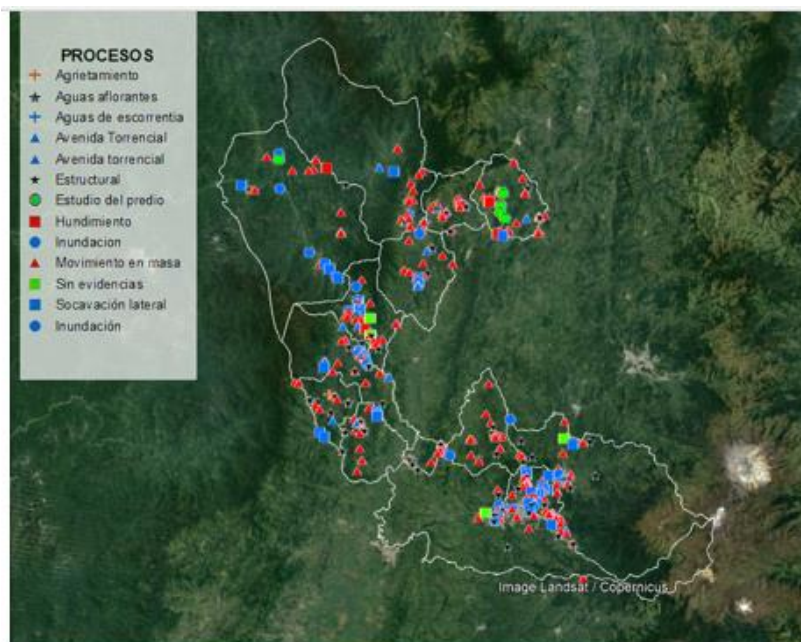 PROCESOS
Agrietamiento
Aguas aflorantes
Aguas de escorrentia
Avenida Torrencial
Avenida torrencial
Estructural
Estudio del predio
Hundimiento
Inundacion
Movimiento en masa
Sin evidencias
Socavación lateral
Inundación
Image Landsat / Copernicus